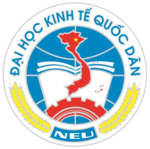 ĐẠI HỌC KINH TẾ QUỐC DÂN
NEU